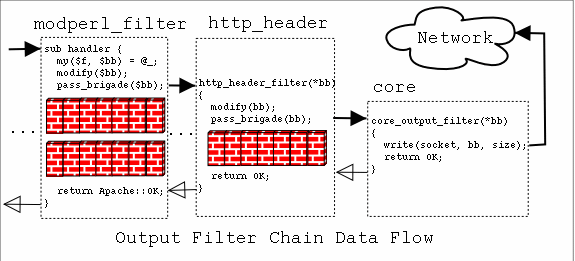 modperl_filter
sub handler {
my($f, $bb) = @_;
modify($bb);
pass_brigade($bb);
...
return Apache::OK;
}
http_header
http_header_filter(*bb)
{
modify(bb);
pass_brigade(bb);
...
return OK;
}
Network
core
core_output_filter(*bb)
{
write(socket, bb, size);
return OK;
}
Output Filter Chain Data Flow